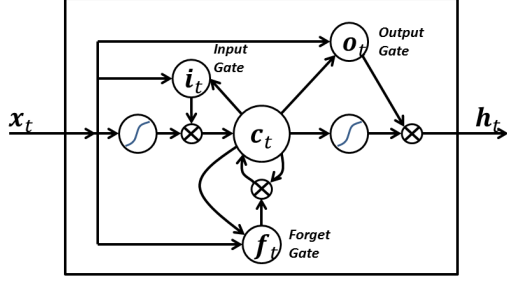 Input
Gate
i_t
o_t
Output
Gate
x_t
c_t
h_t
f_t
Forget
Gate